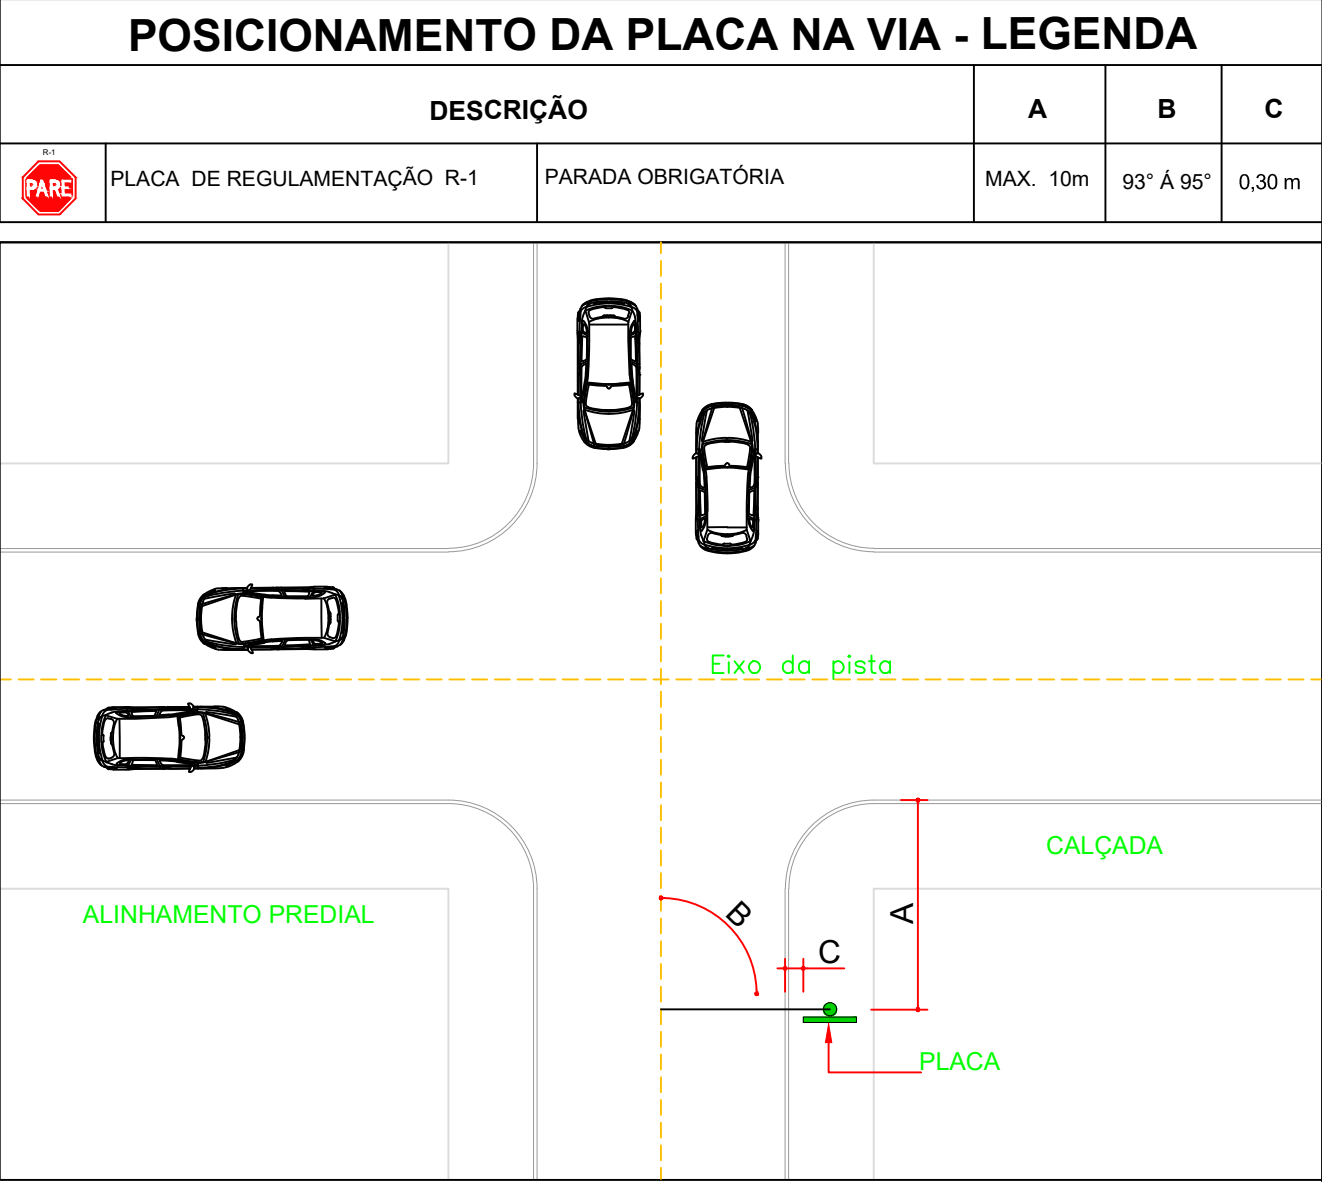 POSICIONAMENTO DA PLACA NA VIA - LEGENDA
DESCRIÇÃO A B C
R-1
PARE PLACA DE REGULAMENTAÇÃO R-1 PARADA OBRIGATÓRIA MAX. 10m 93° Á 95° 0,30 m
Eixo da pista
CALÇADA
ALINHAMENTO PREDIAL
B
A
C
PLACA